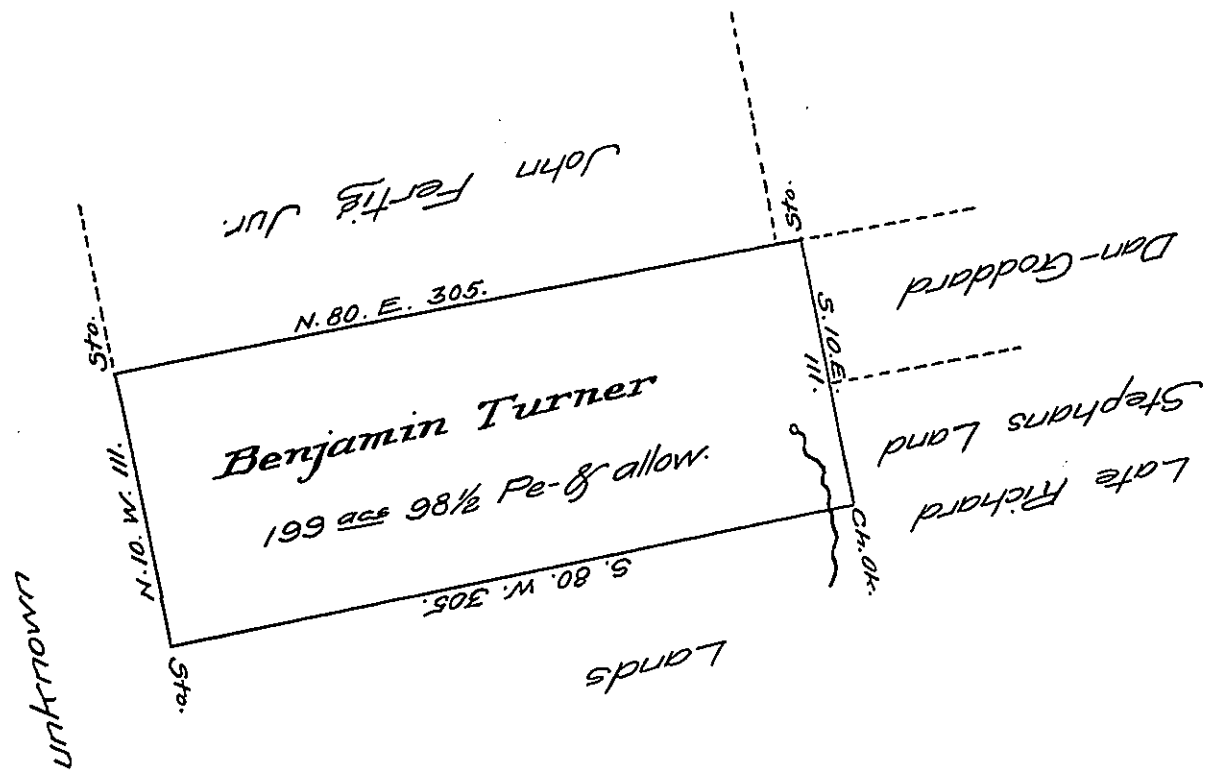 John Fertig Jur.
Sto.
Sto.
N. 80. E. 305.
Dan-Goddard
S. 10. E.
111.
Benjamin Turner
199 acs 98½ Pe-& allow.
N. 10. W. 111.
Late Richard
Stephans Land
Ch. Ok.
S. 80. W. 305.
Sto.
Lands
unknown